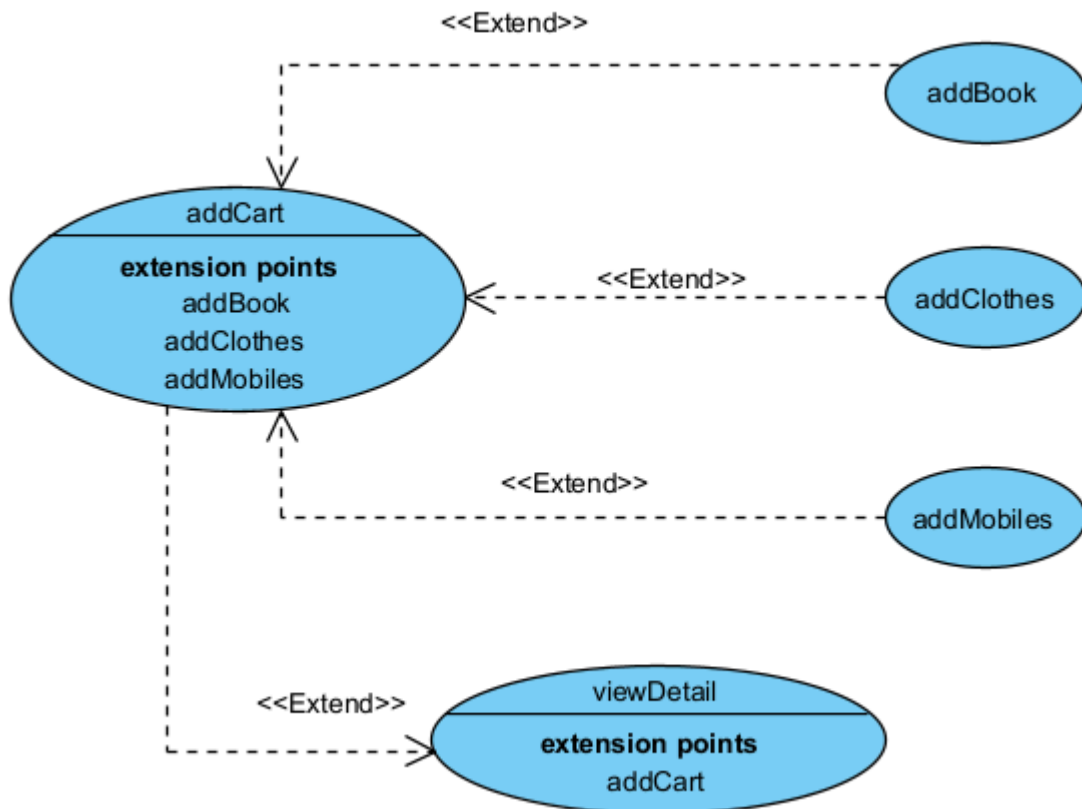 <<Extend>>
addBook
addCart
extension points
addBook
addClothes
addMobiles
<<Extend>>
addClothes
<<Extend>>
addMobiles
<<Extend>>
viewDetail
extension points
addCart